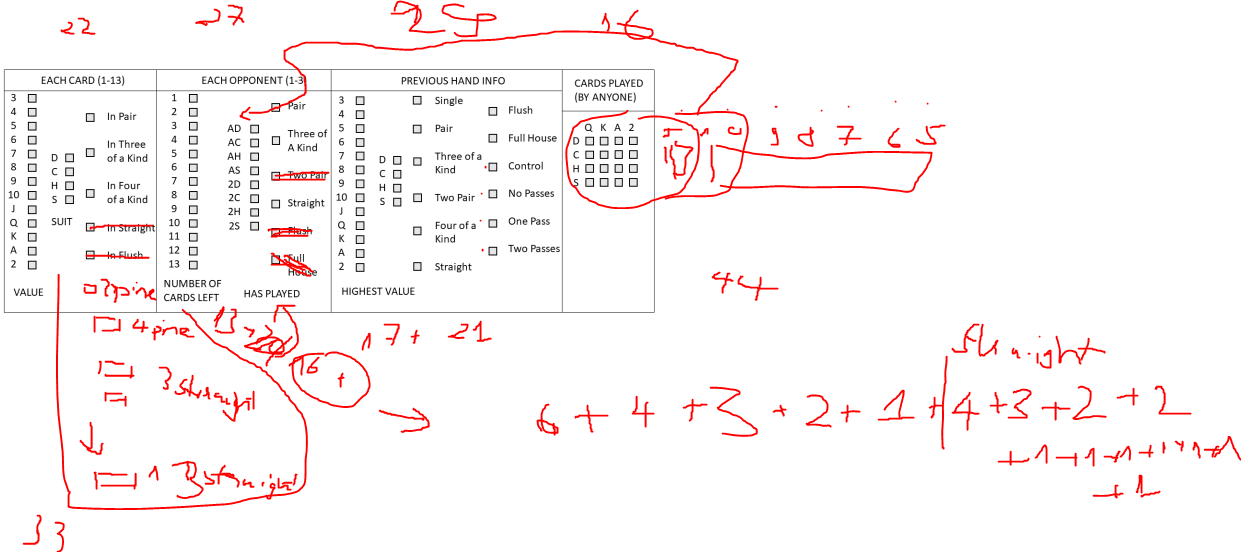 22 27 25 16
EACH CARD (1-13)
3
4
5
6
7
8
9
10
J
Q
K
A
2
D
C
H
S
SUIT
In Pair
In Three
of a Kind
In Four
of a Kind
In Straight
In Flush
VALUE
EACH OPPONENT (1-3
1
2
3
4
5
6
7
8
9
10
11
12
13
AD
AC
AH
AS
2D
2C
2H
2S
Pair
Three of
A Kind
Two Pair
Straight
Flush
Full
House
NUMBER OF
CARDS LEFT
HAS PLAYED
PREVIOUS HAND INFO
3
4
5
6
7
8
9
10
J
Q
K
A
2
D
C
H
S
Single
Pair
Three of a
Kind
Two Pair
Four of a
Kind
Straight
Flush
Full House
Control
No Passes
One Pass
Two Passes
HIGHEST VALUE
CARDS PLAYED
(BY ANYONE)
Q K A 2
D
C
H
S
J 10 9 8 7 6 5
44
3 pine
4 pine
3 straight
13 straight
33
13
16 +
17+ 21
Straight
6 + 4 + 3 + 2 + 1 + 4 + 3 + 2 + 2
+1+1+1+1+1+1
+1